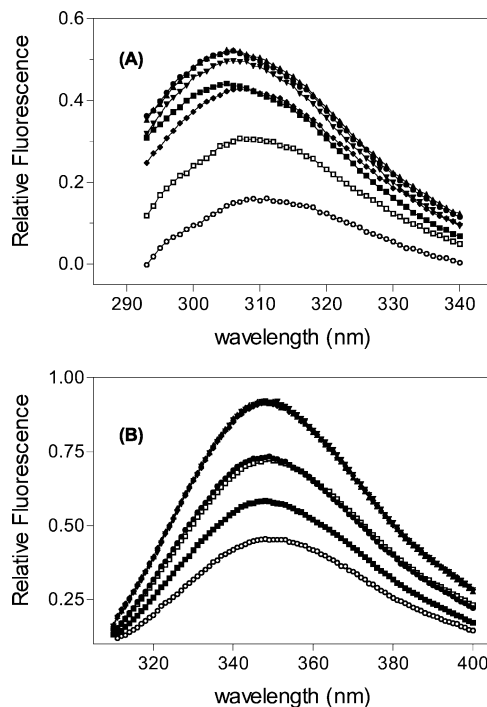 0.6
(A)
0.4
0.2
0.0
Relative Fluorescence
290 300 310 320 330 340
wavelength (nm)
1.00
(B)
0.75
0.50
0.25
Relative Fluorescence
320 340 360 380 400
wavelength (nm)